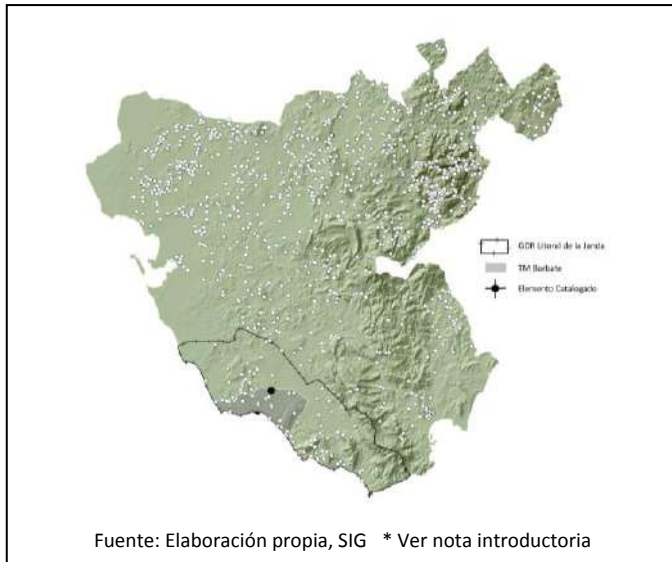 GDR Litoral de la Janda
TM Barbate
Elemento Catalogado
Fuente: Elaboración propia, SIG * Ver nota introductoria